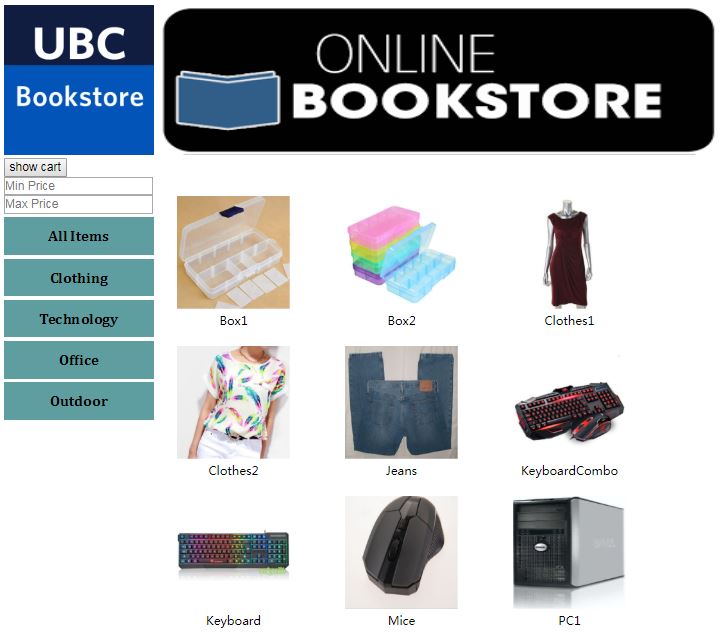 UBC
Bookstore
ONLINE
BOOKSTORE
show cart
Min Price
Max Price
All Items
Clothing
Technology
Office
Outdoor
Box1
Box2
Clothes1
Clothes2
Jeans
KeyboardCombo
Keyboard
Mice
PC1